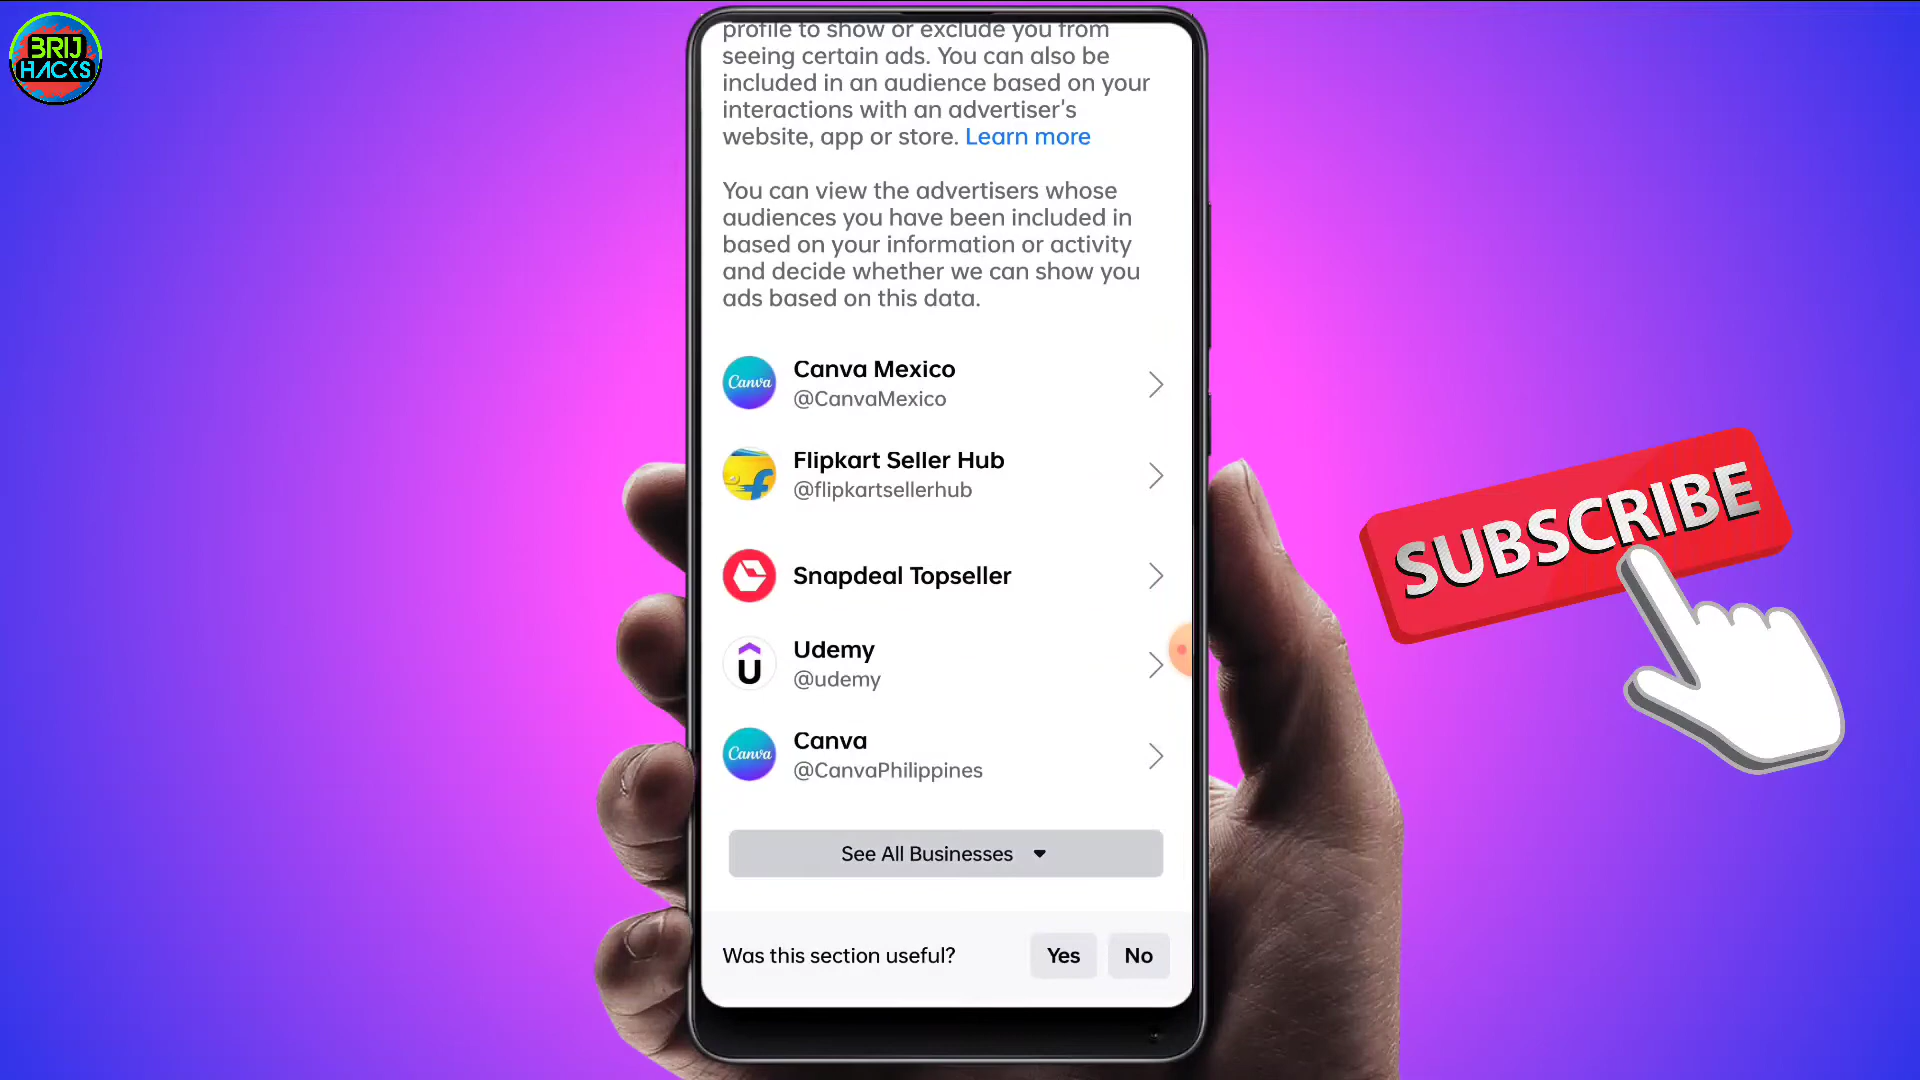 BRIJ
HACKS
profile to show or exclude you from
seeing certain ads. You can also be
included in an audience based on your
interactions with an advertiser's
website, app or store. Learn more
You can view the advertisers whose
audiences you have been included in
based on your information or activity
and decide whether we can show you
ads based on this data.
Canva
Canva Mexico
@CanvaMexico
Flipkart Seller Hub
@flipkartsellerhub
Snapdeal Topseller
Udemy
@udemy
Canva
Canva
@CanvaPhilippines
See All Businesses
Was this section useful? Yes No
SUBSCRIBE